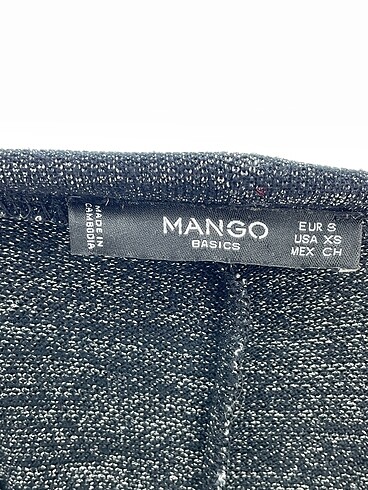 MADE IN
CAMBODIA
MANGO
BASICS
EUR S
USA XS
MEX CH